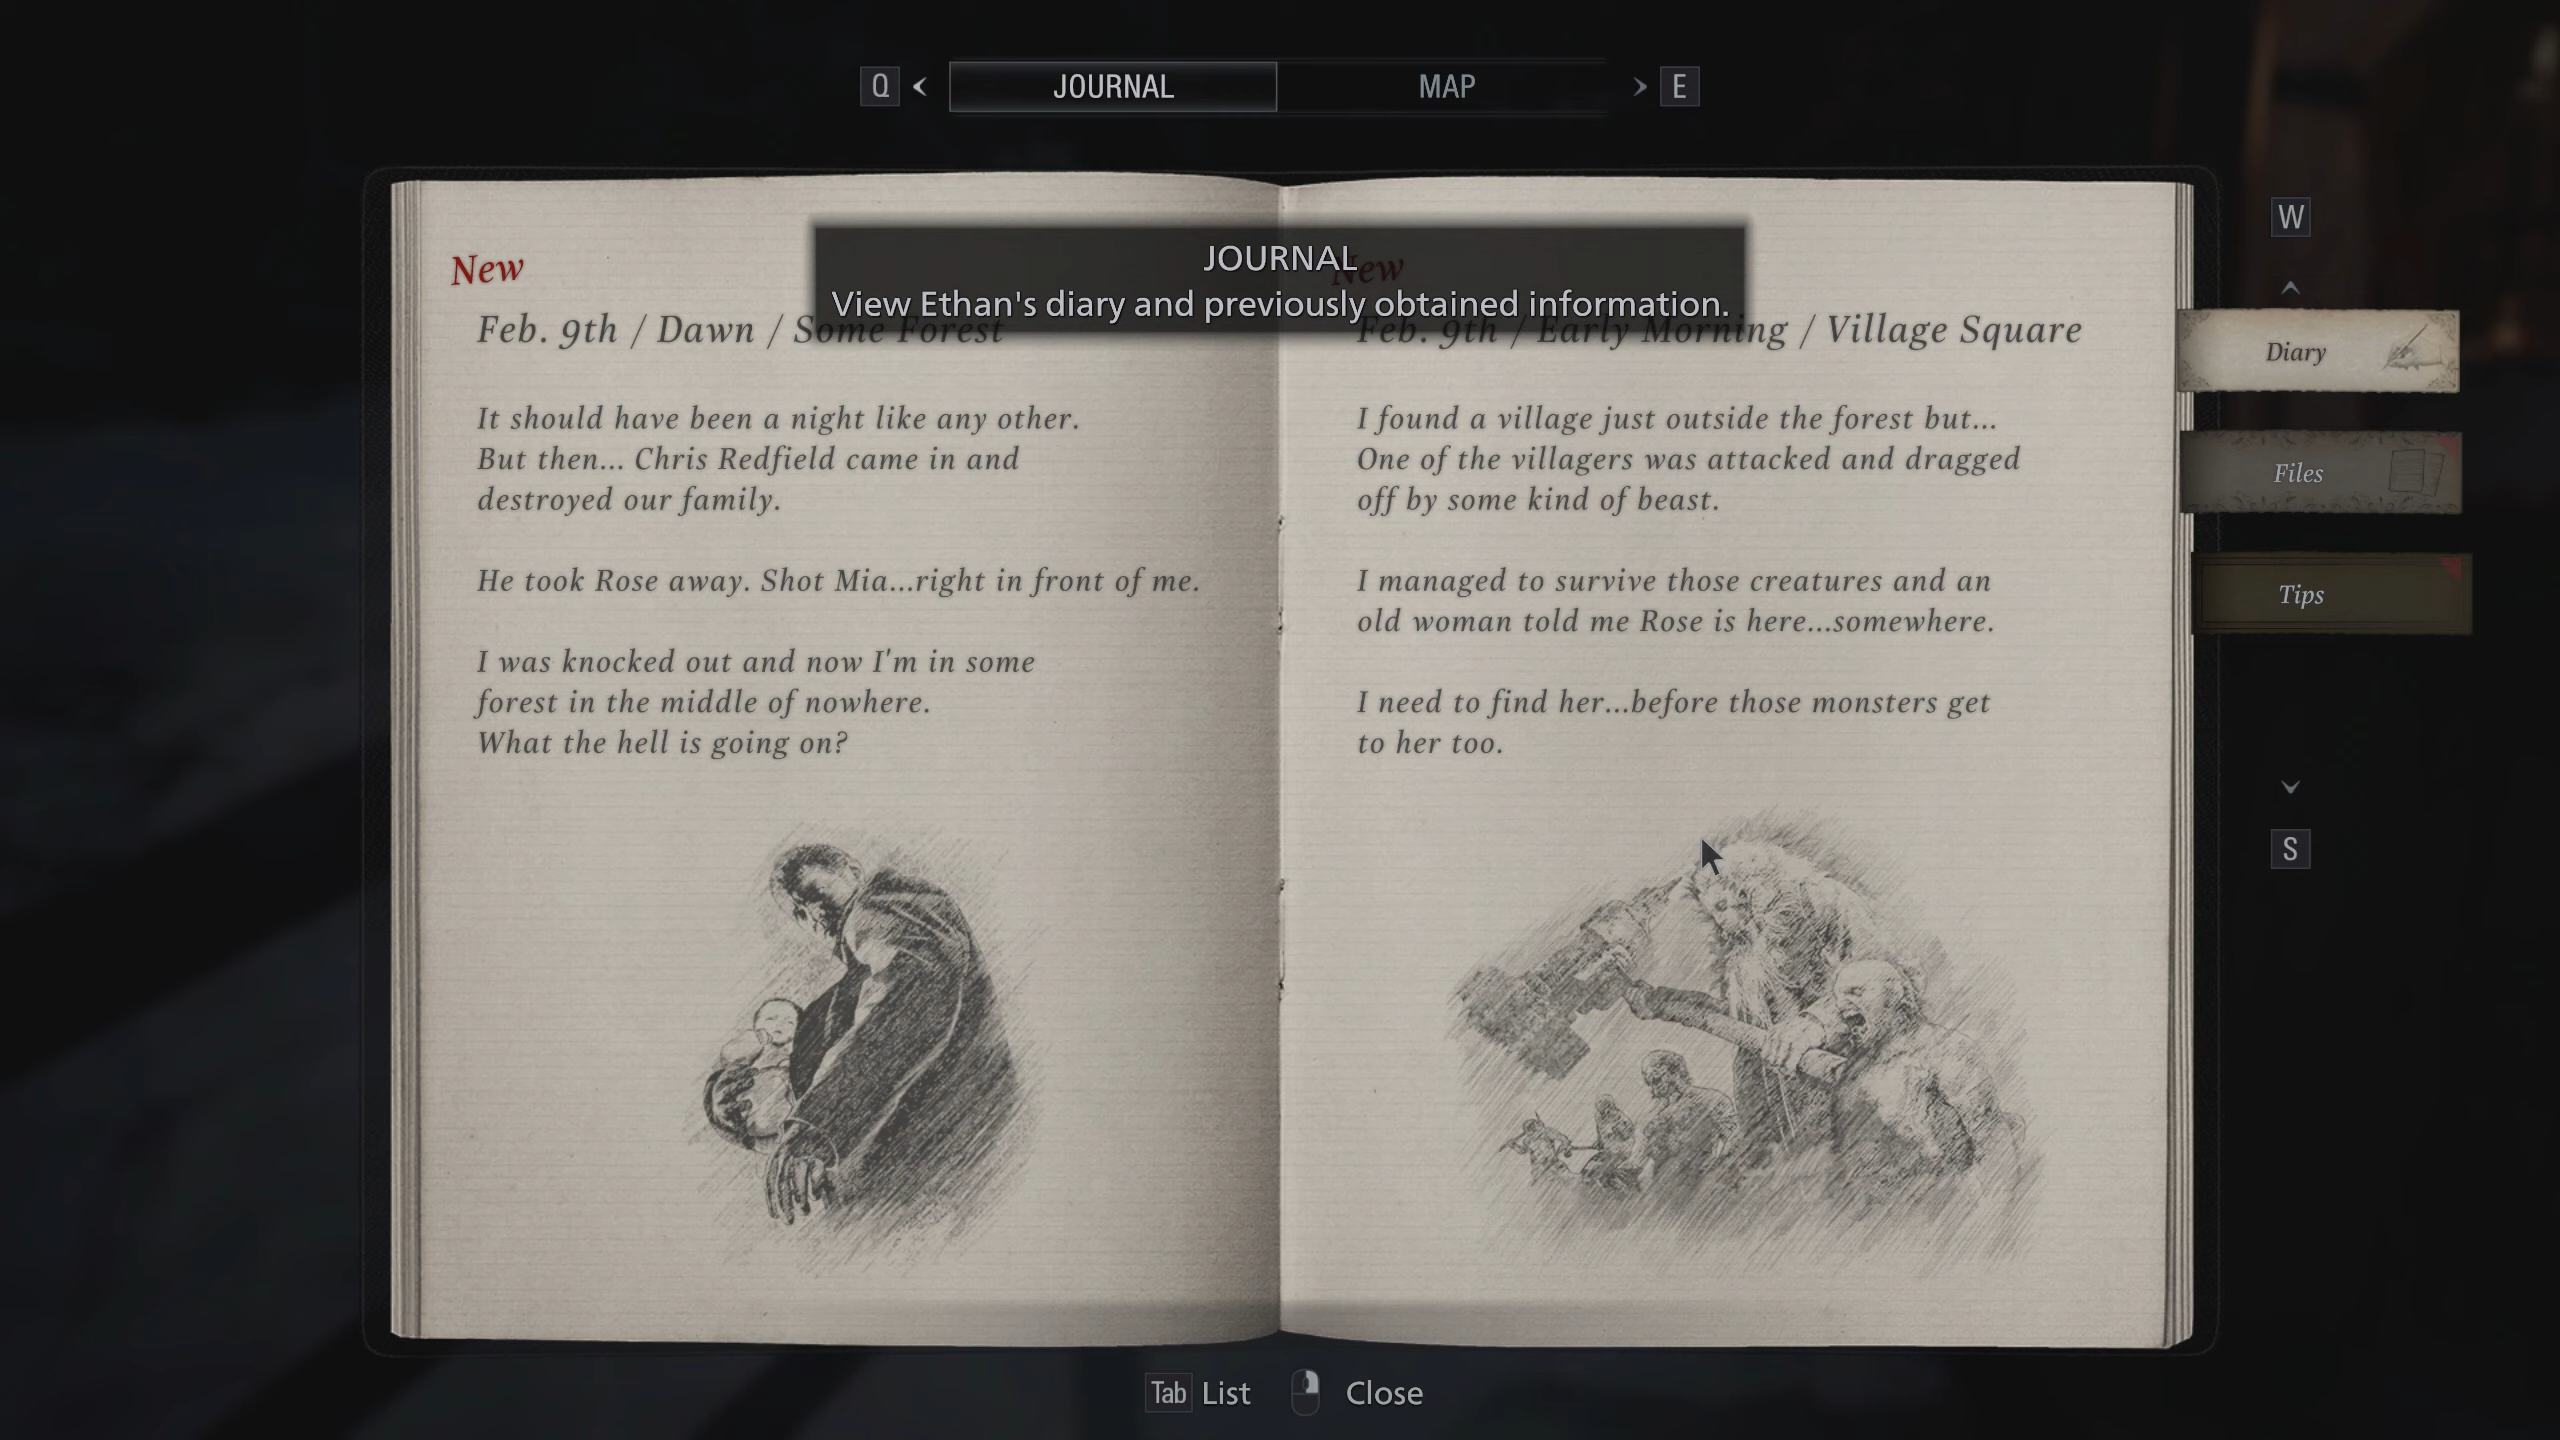 Q
JOURNAL
MAP
E
JOURNAL
View Ethan's diary and previously obtained information.
New
Feb. 9th / Dawn / Some Forest
It should have been a night like any other.
But then... Chris Redfield came in and
destroyed our family.
He took Rose away. Shot Mia...right in front of me.
I was knocked out and now I'm in some
forest in the middle of nowhere.
What the hell is going on?
New
Feb. 9th / Early Morning / Village Square
I found a village just outside the forest but...
One of the villagers was attacked and dragged
off by some kind of beast.
I managed to survive those creatures and an
old woman told me Rose is here...somewhere.
I need to find her...before those monsters get
to her too.
W
Diary
Files
Tips
S
Tab List Close